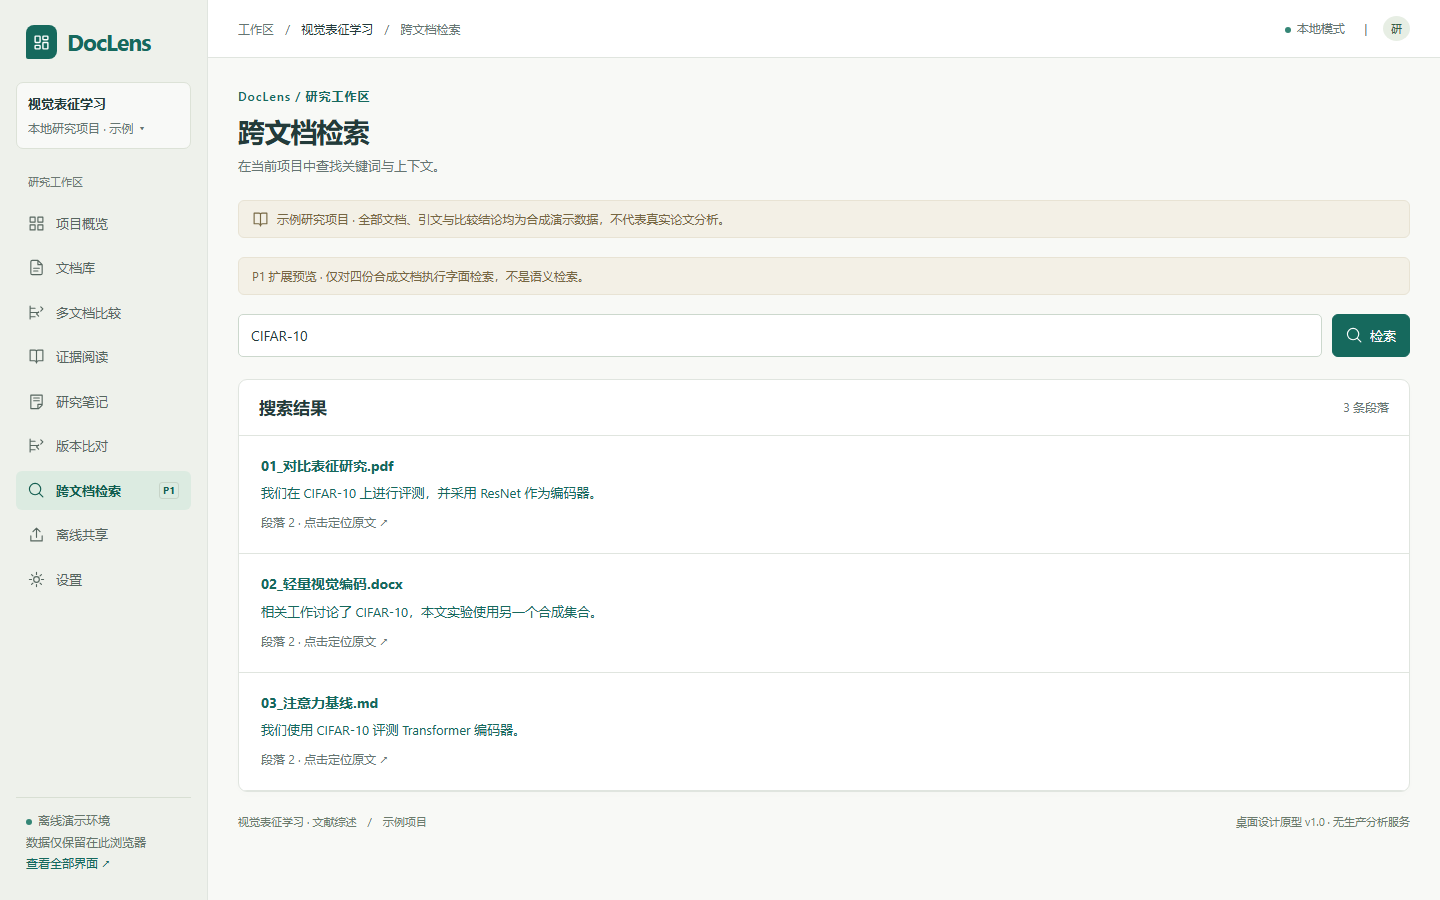 DocLens
视觉表征学习
本地研究项目 · 示例 ▾
研究工作区
项目概览
文档库
多文档比较
证据阅读
研究笔记
版本比对
跨文档检索 P1
离线共享
设置
离线演示环境
数据仅保留在此浏览器
查看全部界面 ↗
工作区 / 视觉表征学习 / 跨文档检索
本地模式 | 研
DocLens / 研究工作区
跨文档检索
在当前项目中查找关键词与上下文。
示例研究项目 · 全部文档、引文与比较结论均为合成演示数据，不代表真实论文分析。
P1 扩展预览 · 仅对四份合成文档执行字面检索，不是语义检索。
CIFAR-10 检索
搜索结果 3 条段落
01_对比表征研究.pdf
我们在 CIFAR-10 上进行评测，并采用 ResNet 作为编码器。
段落 2 · 点击定位原文 ↗
02_轻量视觉编码.docx
相关工作讨论了 CIFAR-10，本文实验使用另一个合成集合。
段落 2 · 点击定位原文 ↗
03_注意力基线.md
我们使用 CIFAR-10 评测 Transformer 编码器。
段落 2 · 点击定位原文 ↗
视觉表征学习 · 文献综述 / 示例项目
桌面设计原型 v1.0 · 无生产分析服务